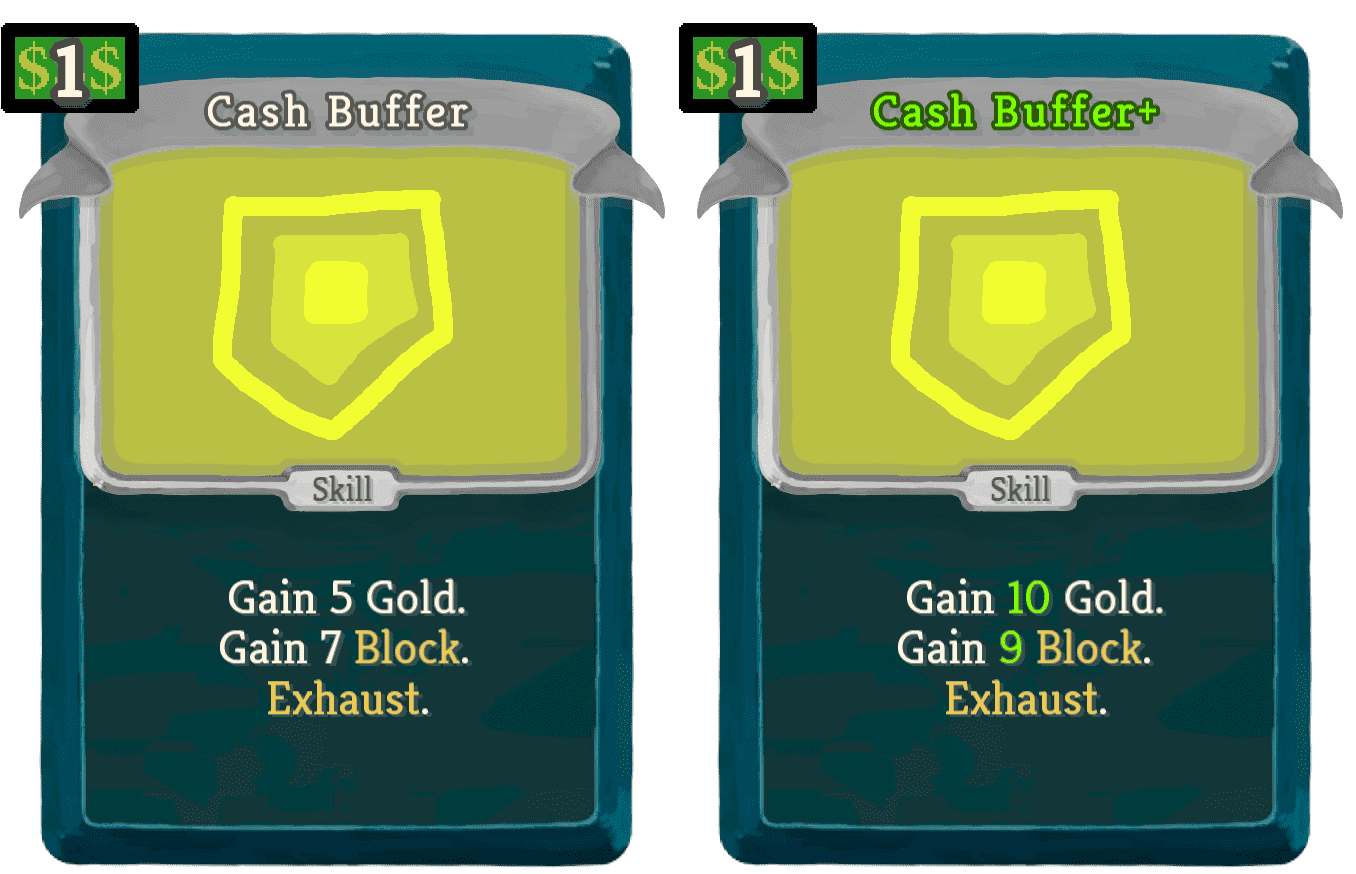 $1$
Cash Buffer
Skill
Gain 5 Gold.
Gain 7 Block.
Exhaust.
$1$
Cash Buffer+
Skill
Gain 10 Gold.
Gain 9 Block.
Exhaust.